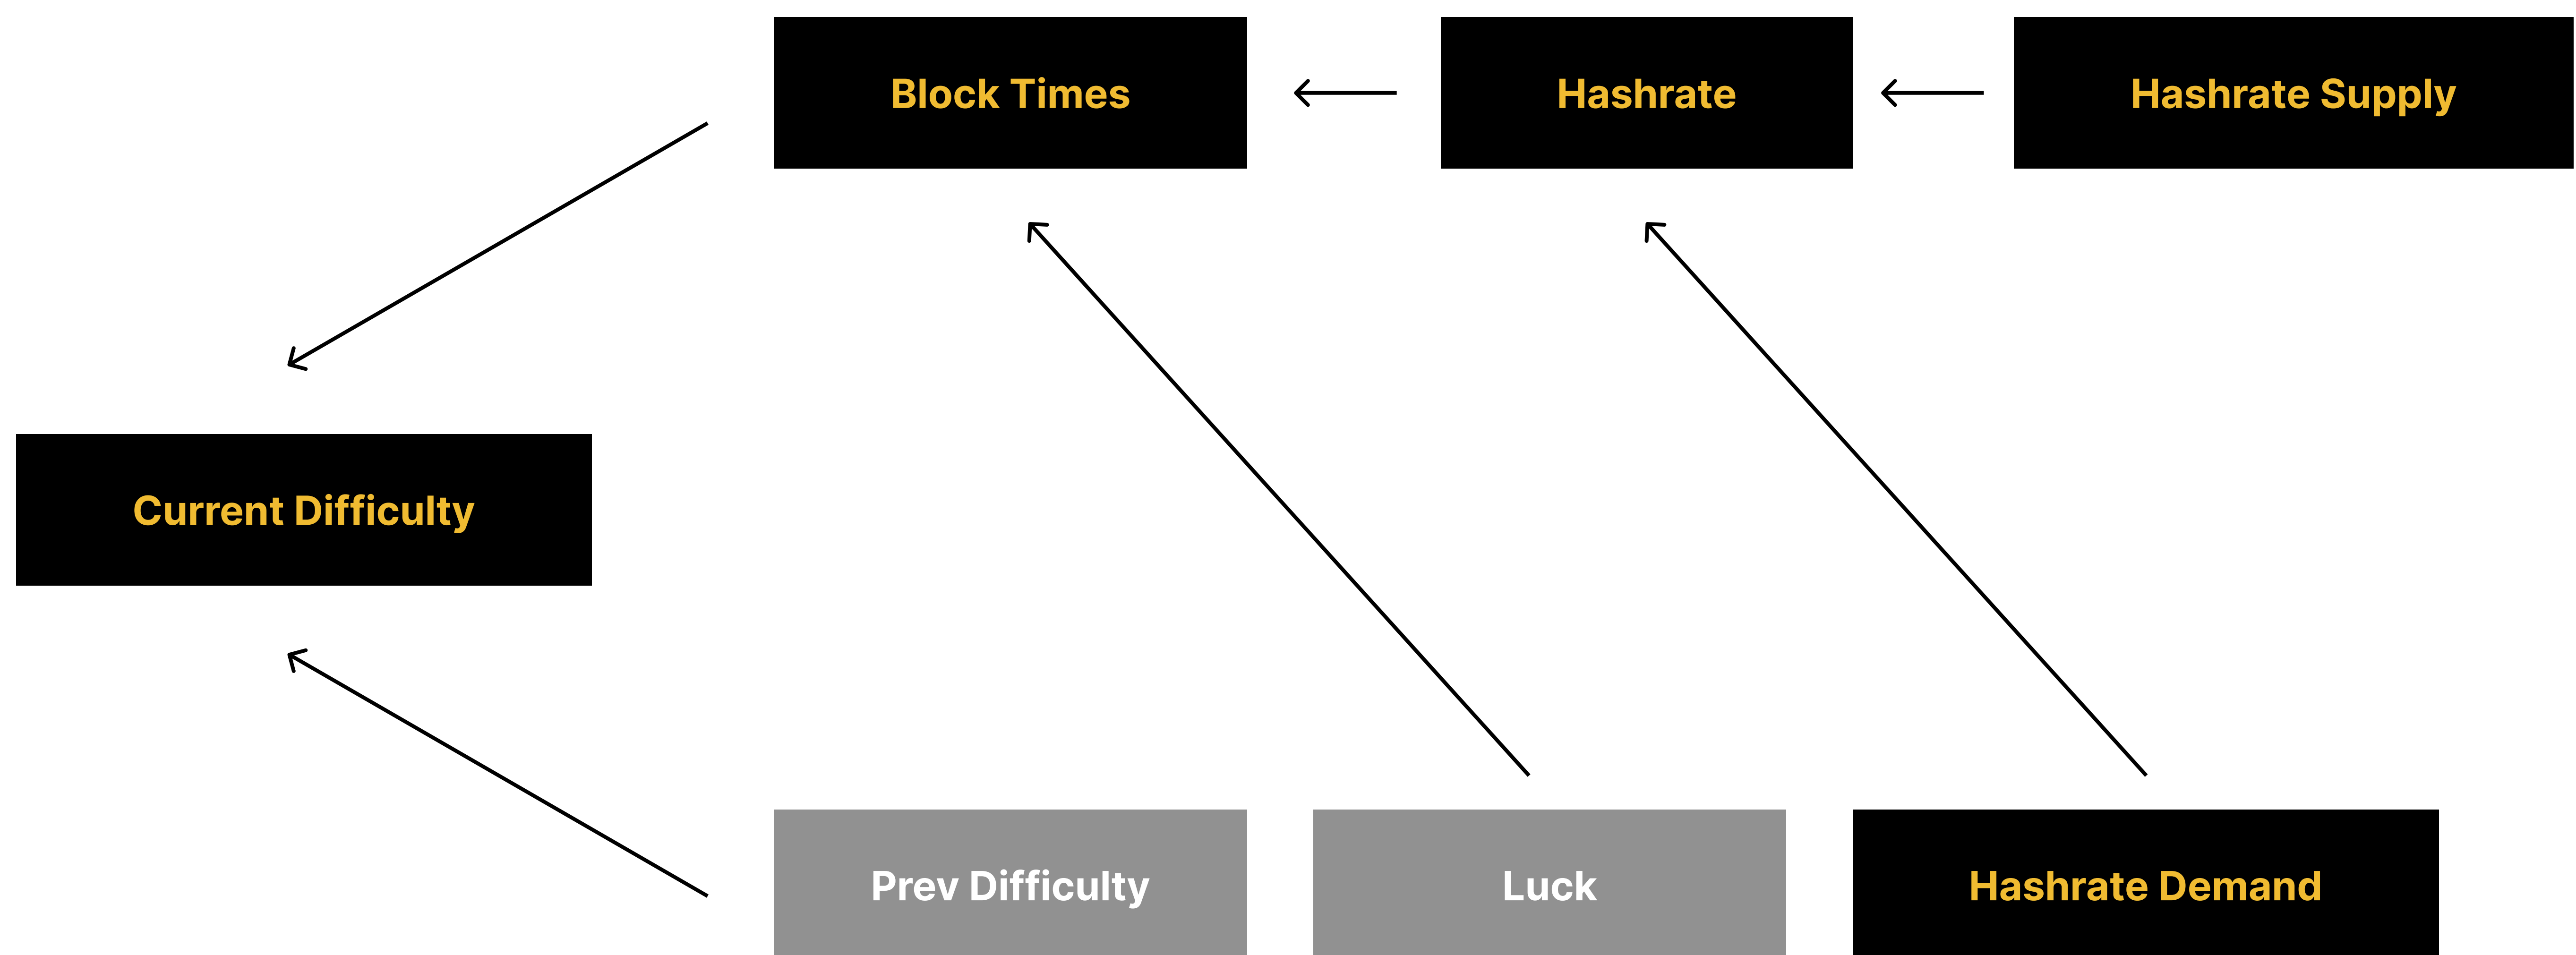 Block Times
Hashrate
Hashrate Supply
Current Difficulty
Prev Difficulty
Luck
Hashrate Demand